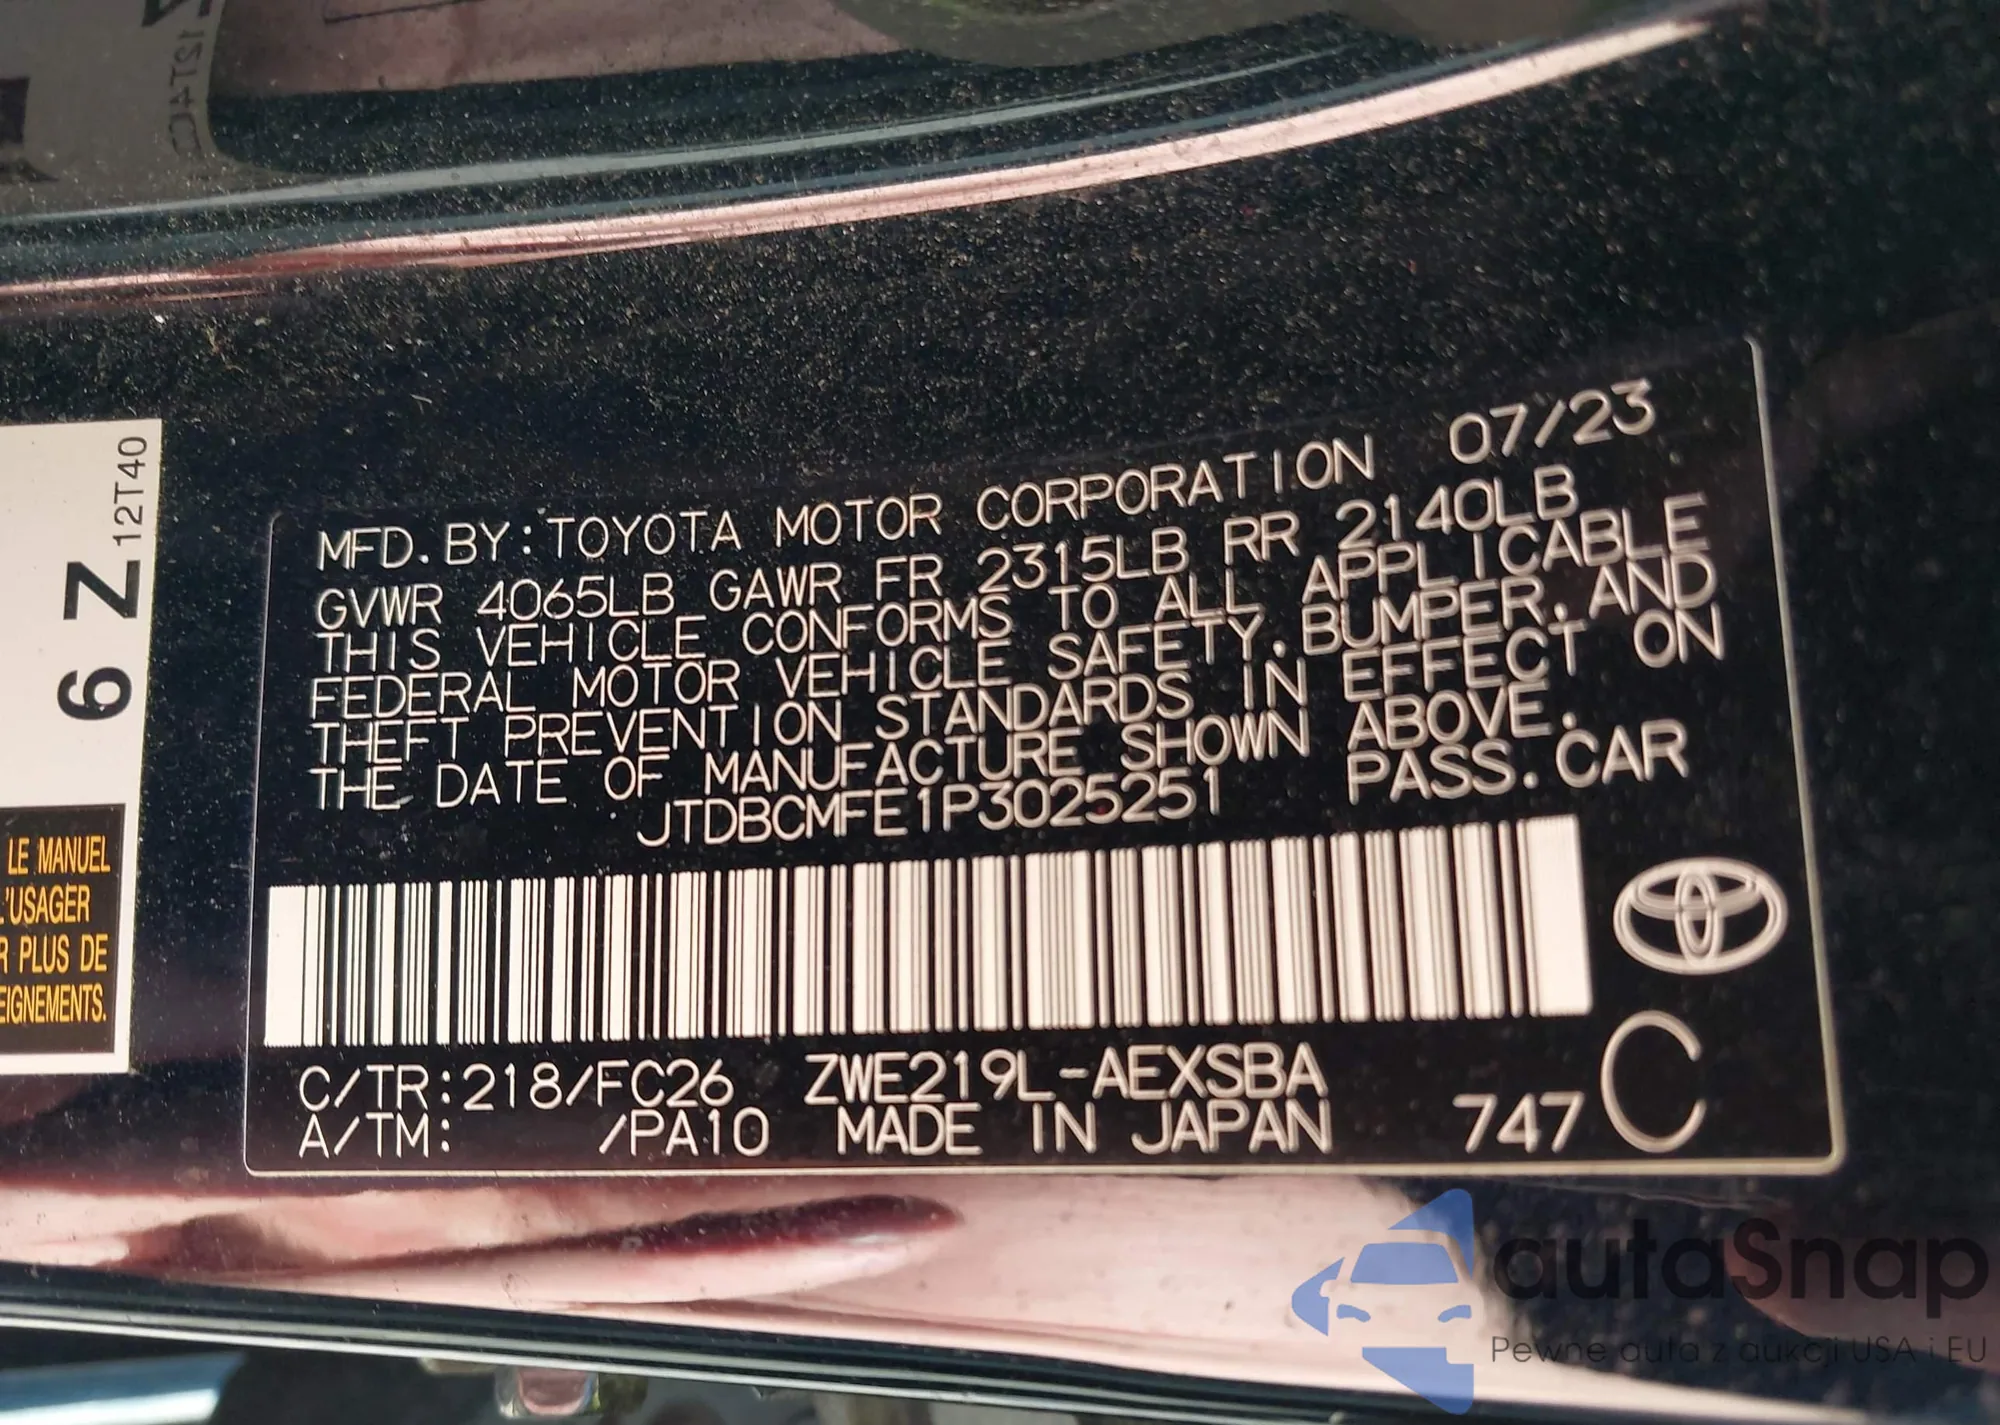 12T4C
MFD. BY: TOYOTA MOTOR CORPORATION 07/23
GVWR 4065LB GAWR FR 2315LB RR 2140LB
THIS VEHICLE CONFORMS TO ALL APPLICABLE
FEDERAL MOTOR VEHICLE SAFETY, BUMPER, AND
THEFT PREVENTION STANDARDS IN EFFECT ON
THE DATE OF MANUFACTURE SHOWN ABOVE.
JTDBCMFE1P3025251 PASS. CAR
C/TR: 218/FC26 ZWE219L-AEXSBA
A/TM: /PA10 MADE IN JAPAN 747 C
6 Z 12T40
LE MANUEL
L'USAGER
R PLUS DE
EIGNEMENTS.
autaSnap
Pewne auta z aukcji USA i EU